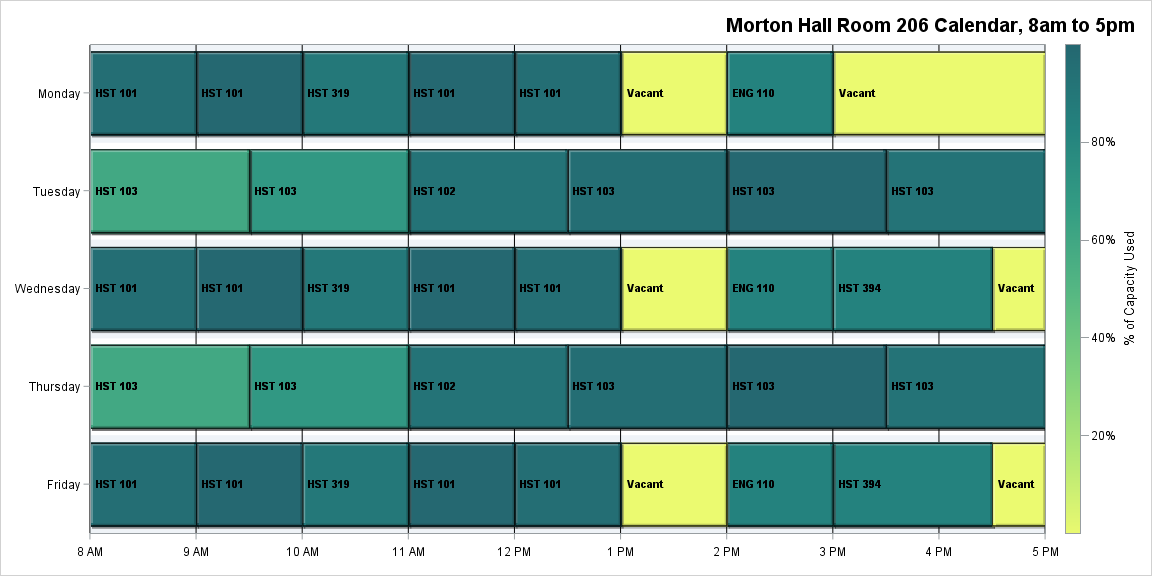 Morton Hall Room 206 Calendar, 8am to 5pm
Monday HST 101 HST 101 HST 319 HST 101 HST 101 Vacant ENG 110 Vacant
80%
Tuesday HST 103 HST 103 HST 102 HST 103 HST 103 HST 103
60%
% of Capacity Used
Wednesday HST 101 HST 101 HST 319 HST 101 HST 101 Vacant ENG 110 HST 394 Vacant
40%
Thursday HST 103 HST 103 HST 102 HST 103 HST 103 HST 103
20%
Friday HST 101 HST 101 HST 319 HST 101 HST 101 Vacant ENG 110 HST 394 Vacant
8 AM 9 AM 10 AM 11 AM 12 PM 1 PM 2 PM 3 PM 4 PM 5 PM